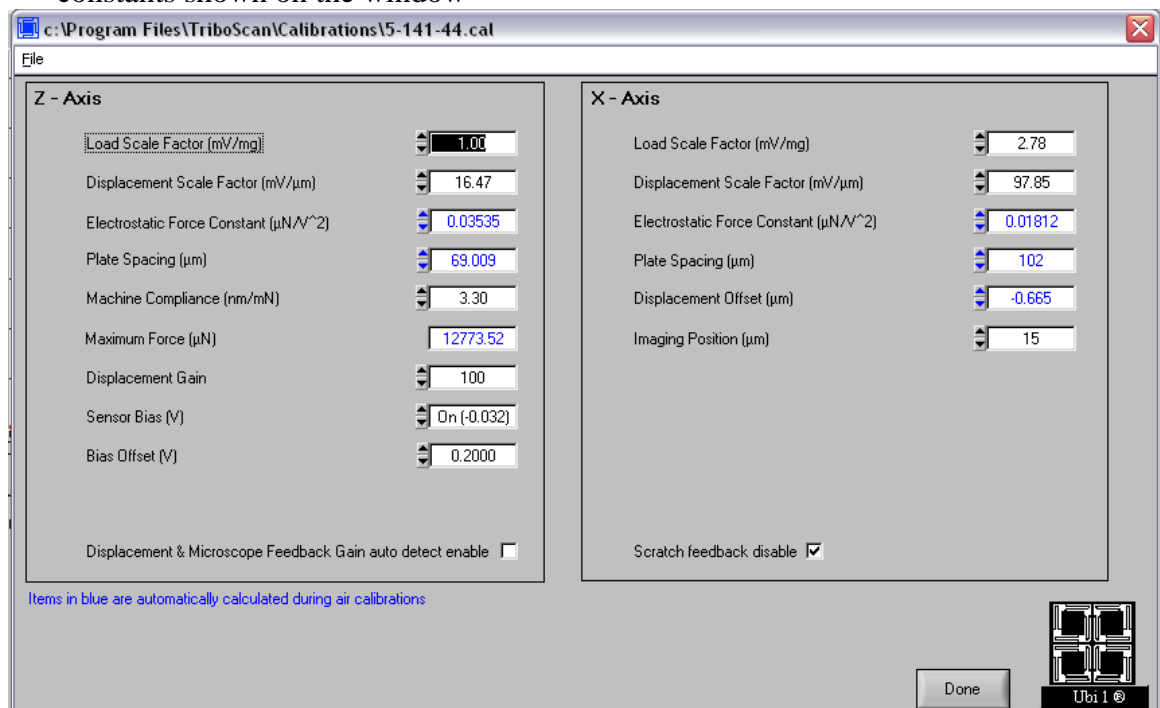 constants shown on the window
c:\Program Files\TriboScan\Calibrations\5-141-44.cal
File
Z - Axis
Load Scale Factor (mV/mg) 1.00
Displacement Scale Factor (mV/µm) 16.47
Electrostatic Force Constant (µN/V^2) 0.03535
Plate Spacing (µm) 69.009
Machine Compliance (nm/mN) 3.30
Maximum Force (µN) 12773.52
Displacement Gain 100
Sensor Bias (V) On (-0.032)
Bias Offset (V) 0.2000
Displacement & Microscope Feedback Gain auto detect enable
X - Axis
Load Scale Factor (mV/mg) 2.78
Displacement Scale Factor (mV/µm) 97.85
Electrostatic Force Constant (µN/V^2) 0.01812
Plate Spacing (µm) 102
Displacement Offset (µm) -0.665
Imaging Position (µm) 15
Scratch feedback disable
Items in blue are automatically calculated during air calibrations
Done
Ubi 1 ®